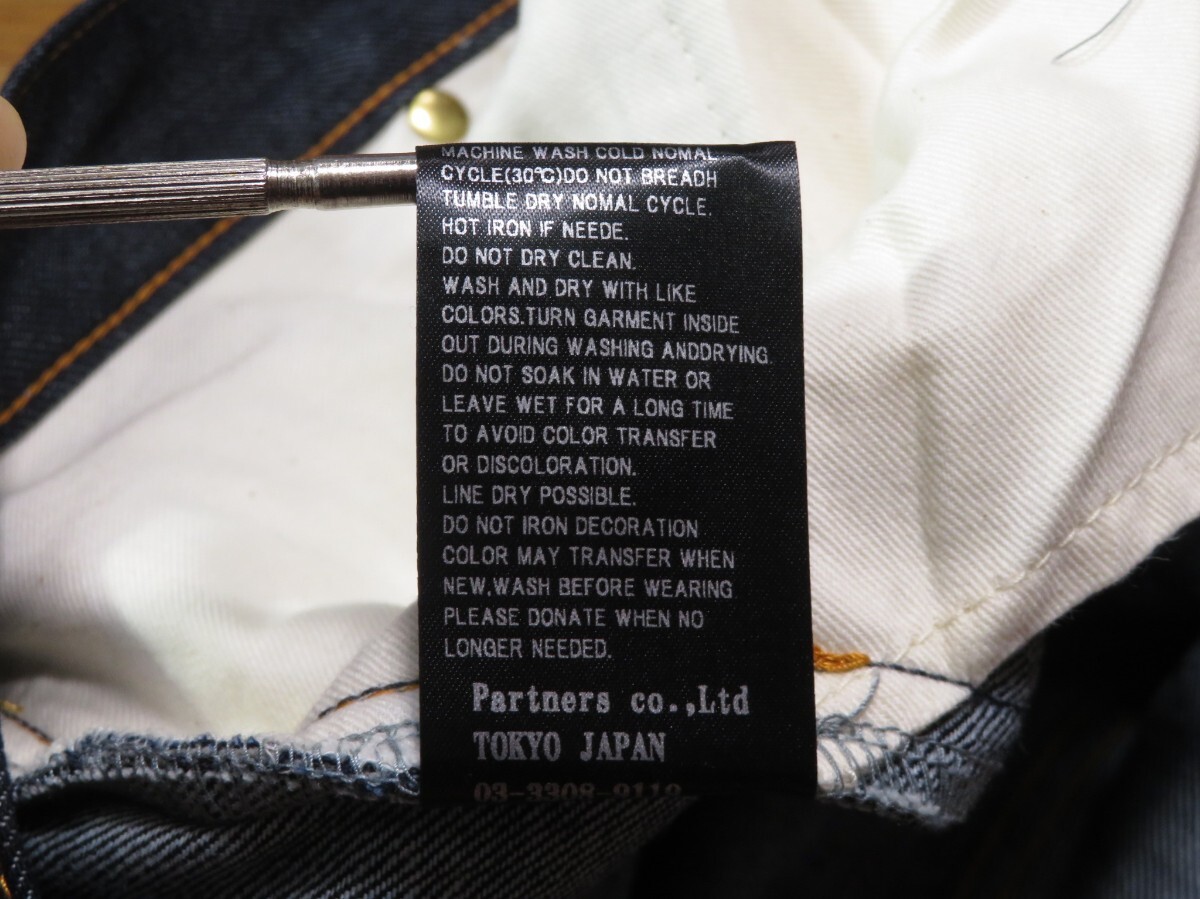 MACHINE WASH COLD NOMAL
CYCLE(30℃)DO NOT BREADH
TUMBLE DRY NOMAL CYCLE.
HOT IRON IF NEEDE.
DO NOT DRY CLEAN.
WASH AND DRY WITH LIKE
COLORS.TURN GARMENT INSIDE
OUT DURING WASHING ANDDRYING.
DO NOT SOAK IN WATER OR
LEAVE WET FOR A LONG TIME
TO AVOID COLOR TRANSFER
OR DISCOLORATION.
LINE DRY POSSIBLE.
DO NOT IRON DECORATION
COLOR MAY TRANSFER WHEN
NEW.WASH BEFORE WEARING
PLEASE DONATE WHEN NO
LONGER NEEDED.
Partners co.,Ltd
TOKYO JAPAN